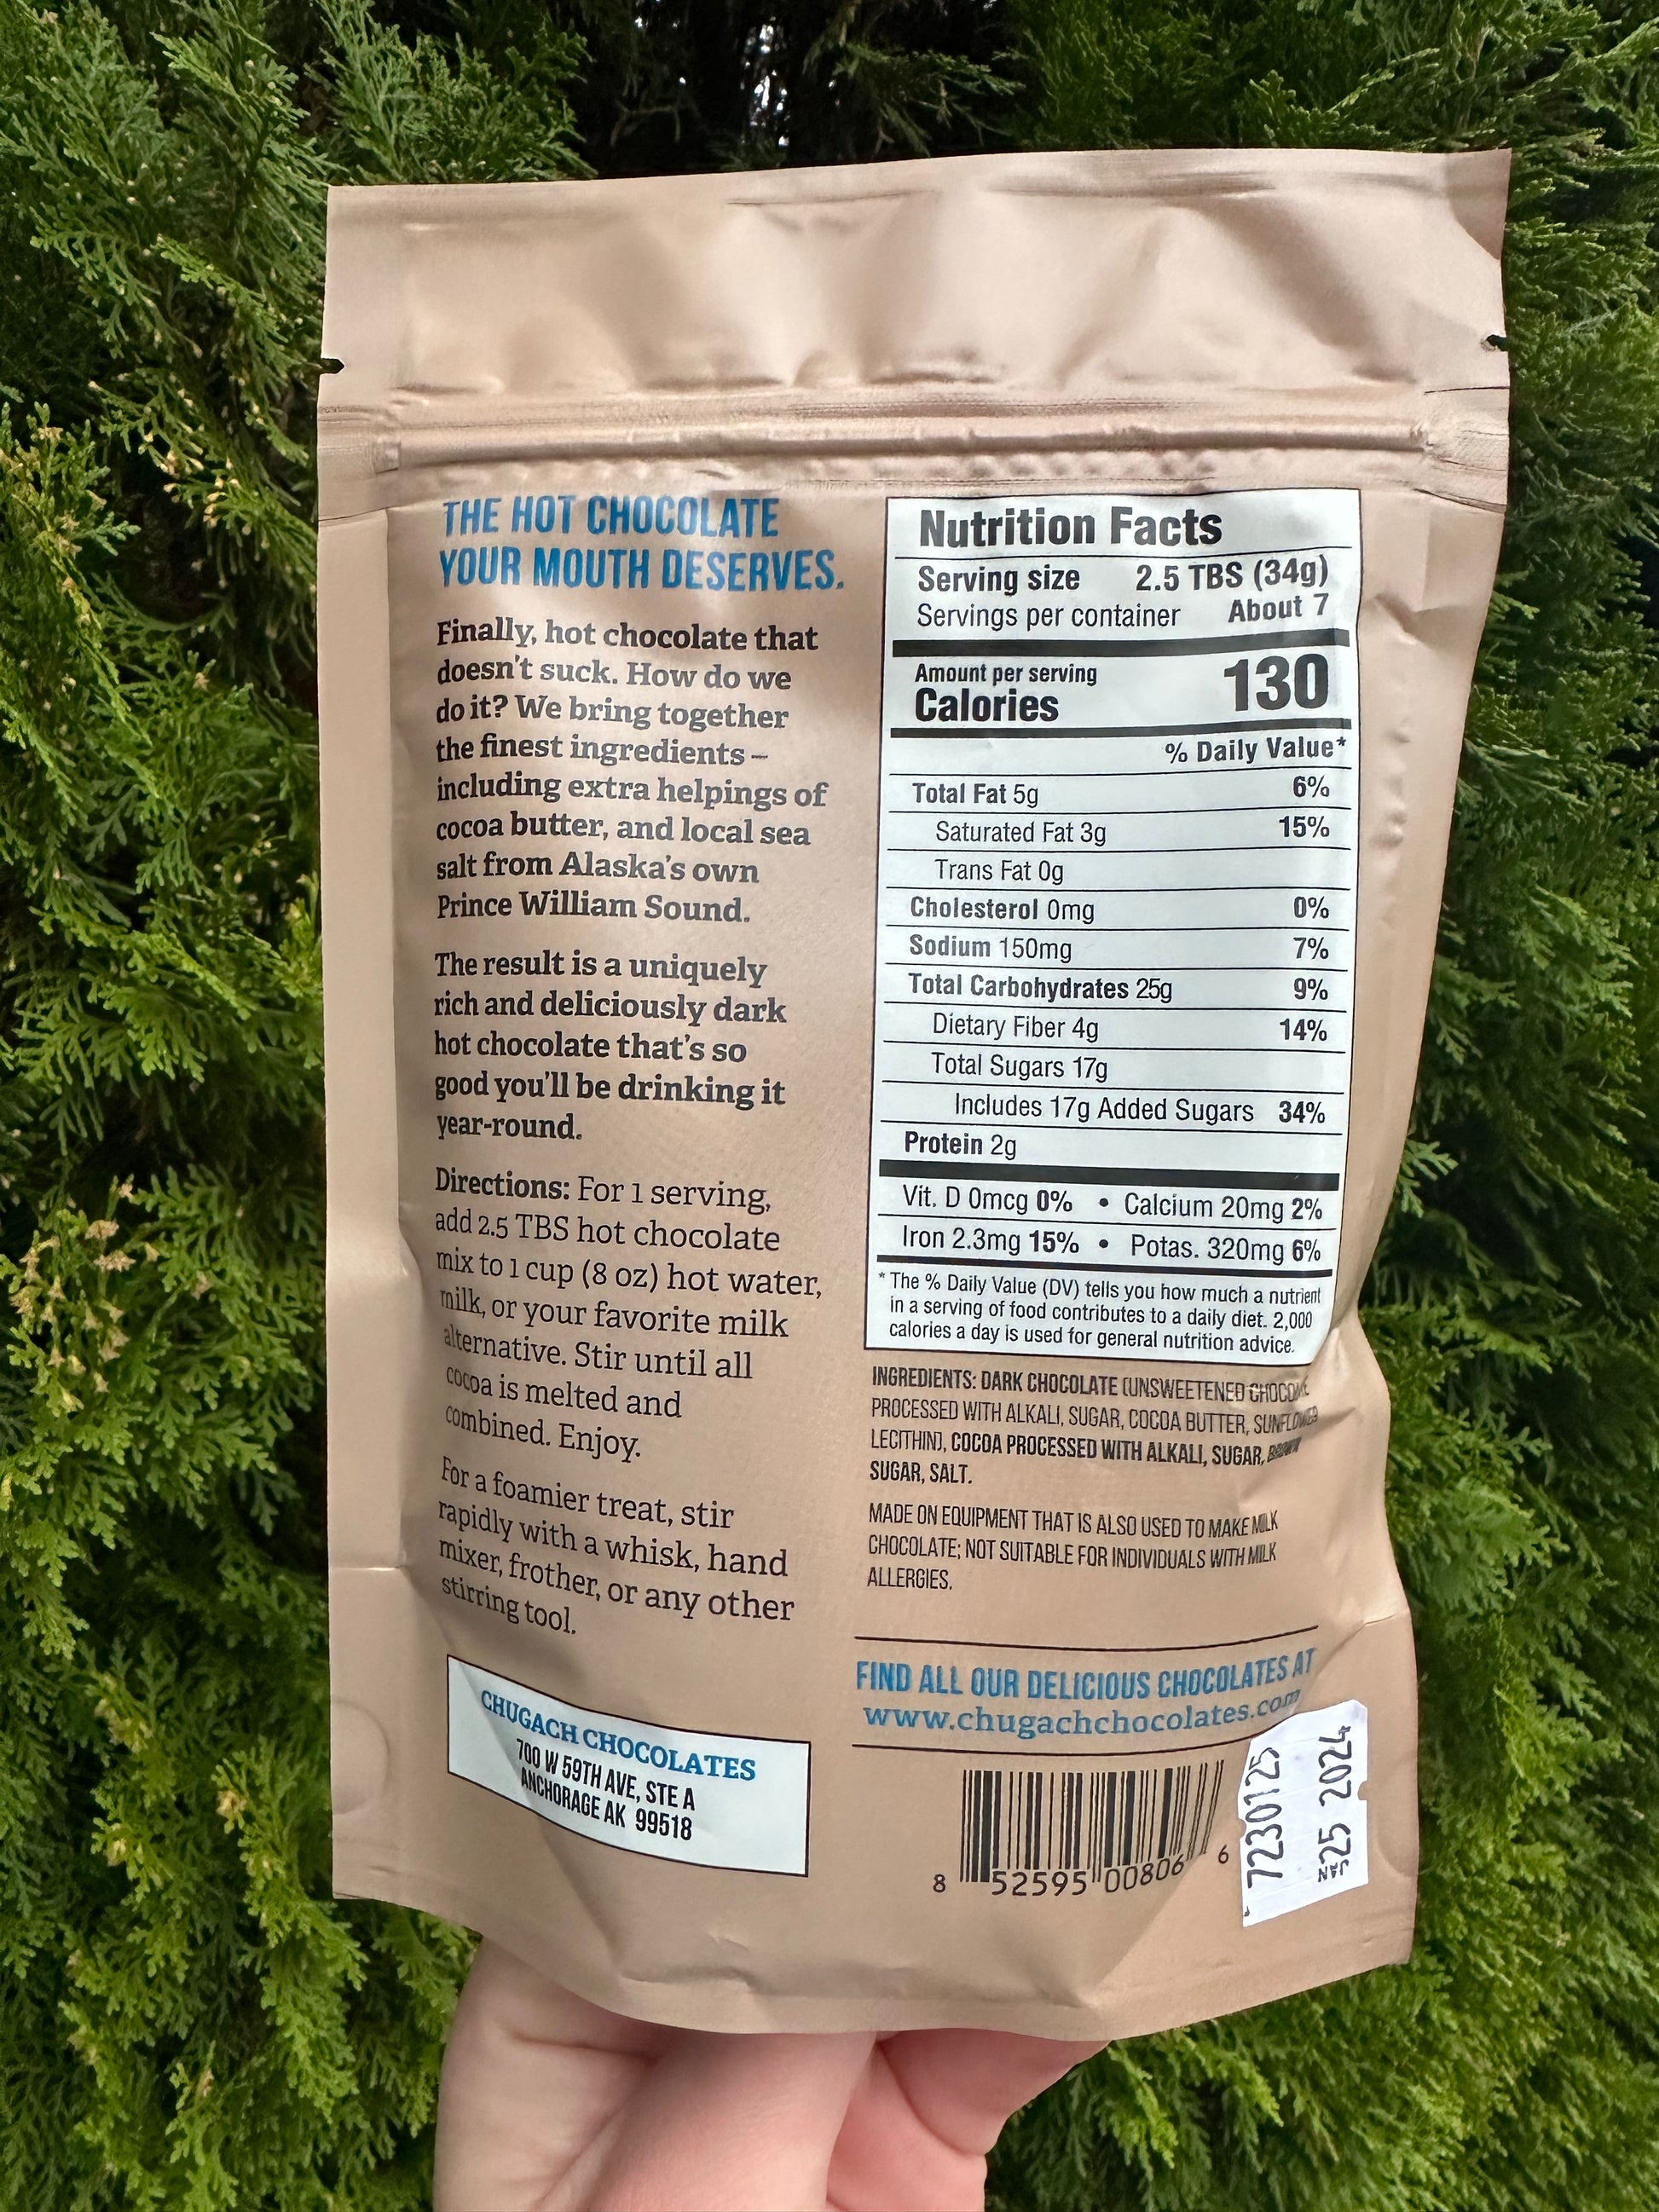 THE HOT CHOCOLATE
YOUR MOUTH DESERVES.
Finally, hot chocolate that
doesn't suck. How do we
do it? We bring together
the finest ingredients –
including extra helpings of
cocoa butter, and local sea
salt from Alaska's own
Prince William Sound.
The result is a uniquely
rich and deliciously dark
hot chocolate that's so
good you'll be drinking it
year-round.
Directions: For 1 serving,
add 2.5 TBS hot chocolate
mix to 1 cup (8 oz) hot water,
milk, or your favorite milk
alternative. Stir until all
cocoa is melted and
combined. Enjoy.
For a foamier treat, stir
rapidly with a whisk, hand
mixer, frother, or any other
stirring tool.
CHUGACH CHOCOLATES
700 W 59TH AVE, STE A
ANCHORAGE AK 99518
Nutrition Facts
Serving size 2.5 TBS (34g)
Servings per container About 7
Amount per serving
Calories 130
% Daily Value*
Total Fat 5g 6%
Saturated Fat 3g 15%
Trans Fat 0g
Cholesterol 0mg 0%
Sodium 150mg 7%
Total Carbohydrates 25g 9%
Dietary Fiber 4g 14%
Total Sugars 17g
Includes 17g Added Sugars 34%
Protein 2g
Vit. D 0mcg 0% • Calcium 20mg 2%
Iron 2.3mg 15% • Potas. 320mg 6%
* The % Daily Value (DV) tells you how much a nutrient
in a serving of food contributes to a daily diet. 2,000
calories a day is used for general nutrition advice.
INGREDIENTS: DARK CHOCOLATE (UNSWEETENED
PROCESSED WITH ALKALI, SUGAR, COCOA BUTTER, SUNFLOWER
LECITHIN), COCOA PROCESSED WITH ALKALI, SUGAR, BROWN
SUGAR, SALT.
MADE ON EQUIPMENT THAT IS ALSO USED TO MAKE MILK
CHOCOLATE; NOT SUITABLE FOR INDIVIDUALS WITH MILK
ALLERGIES.
FIND ALL OUR DELICIOUS CHOCOLATES AT
www.chugachchocolates.com
8 52595 00806 6
7230125
JAN 25 2024